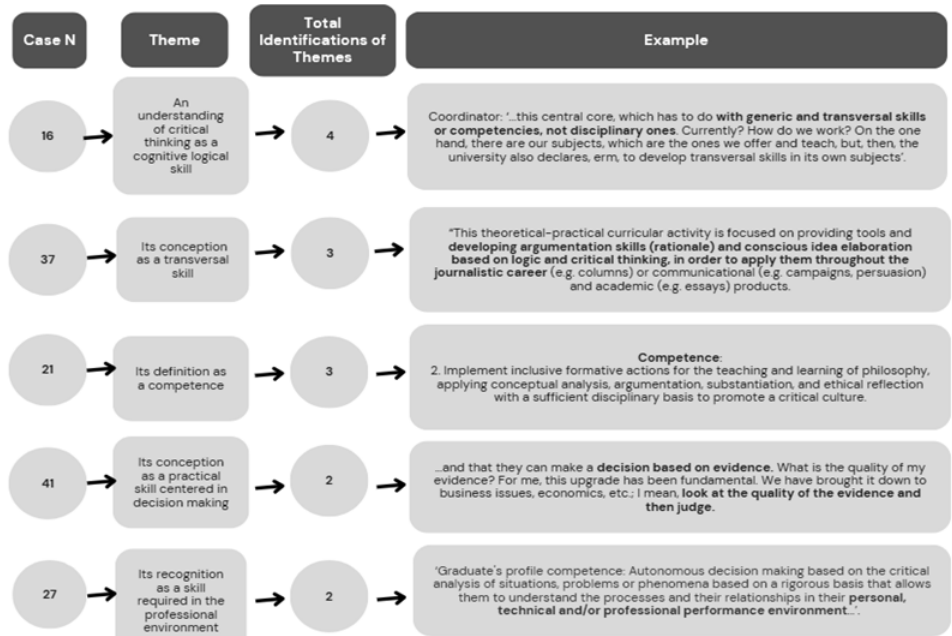 Case N
Theme
Total
Identifications of
Themes
Example
16
An
understanding
of critical
thinking as a
cognitive logical
skill
4
Coordinator: ‘...this central core, which has to do with generic and transversal skills
or competencies, not disciplinary ones. Currently? How do we work? On the one
hand, there are our subjects, which are the ones we offer and teach, but, then, the
university also declares, erm, to develop transversal skills in its own subjects’.
37
Its conception
as a transversal
skill
3
“This theoretical-practical curricular activity is focused on providing tools and
developing argumentation skills (rationale) and conscious idea elaboration
based on logic and critical thinking, in order to apply them throughout the
journalistic career (e.g. columns) or communicational (e.g. campaigns, persuasion)
and academic (e.g. essays) products.
21
Its definition as
a competence
3
Competence:
2. Implement inclusive formative actions for the teaching and learning of philosophy,
applying conceptual analysis, argumentation, substantiation, and ethical reflection
with a sufficient disciplinary basis to promote a critical culture.
41
Its conception
as a practical
skill centered in
decision making
2
...and that they can make a decision based on evidence. What is the quality of my
evidence? For me, this upgrade has been fundamental. We have brought it down to
business issues, economics, etc.; I mean, look at the quality of the evidence and
then judge.
27
Its recognition
as a skill
required in the
professional
environment
2
‘Graduate's profile competence: Autonomous decision making based on the critical
analysis of situations, problems or phenomena based on a rigorous basis that allows
them to understand the processes and their relationships in their personal,
technical and/or professional performance environment...’.